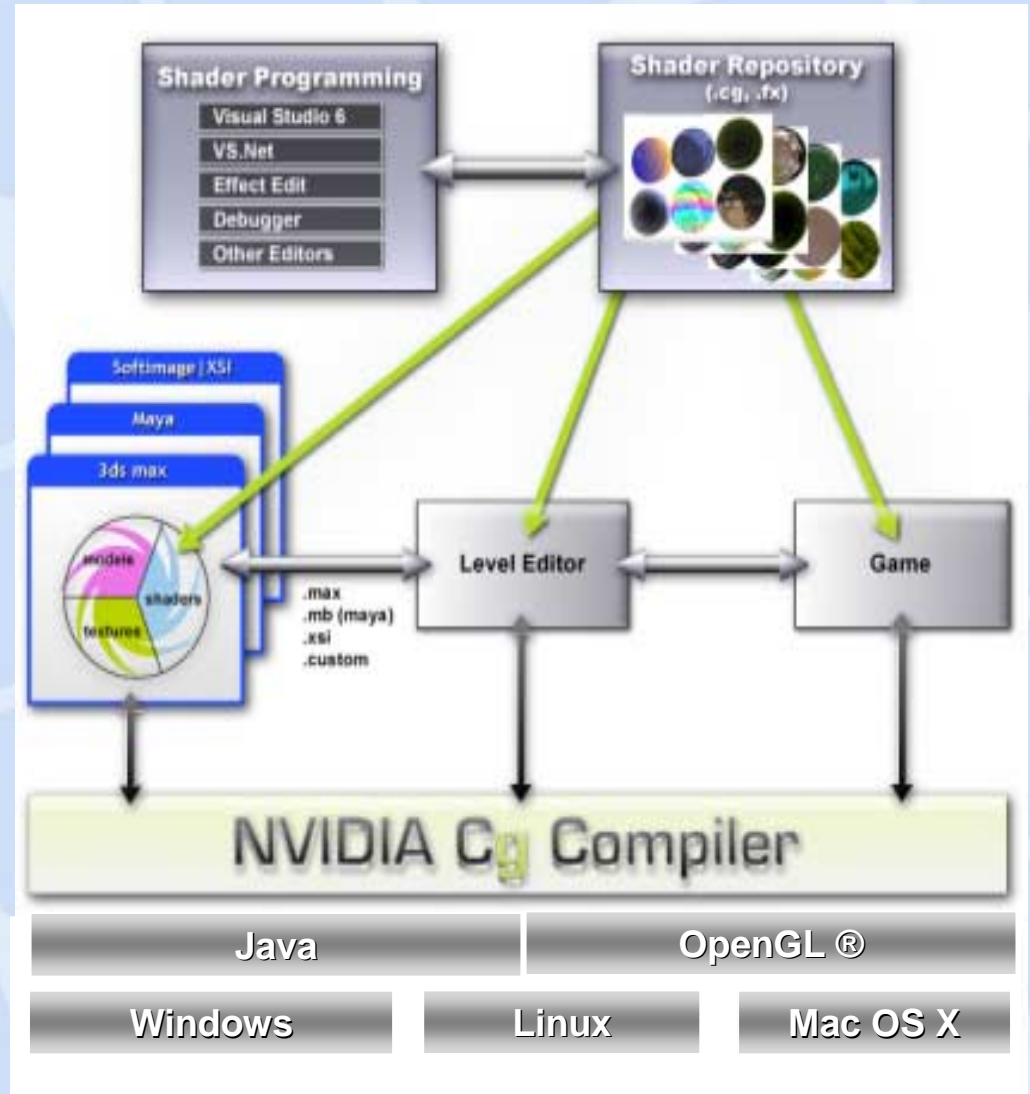 Shader Programming
Visual Studio 6
VS.Net
Effect Edit
Debugger
Other Editors
Shader Repository
(.cg, .fx)
Softimage|XSI
Maya
3ds max
models
shaders
textures
.max
.mb (maya)
.xsi
.custom
Level Editor
Game
NVIDIA Cg Compiler
Java
OpenGL ®
Windows
Linux
Mac OS X